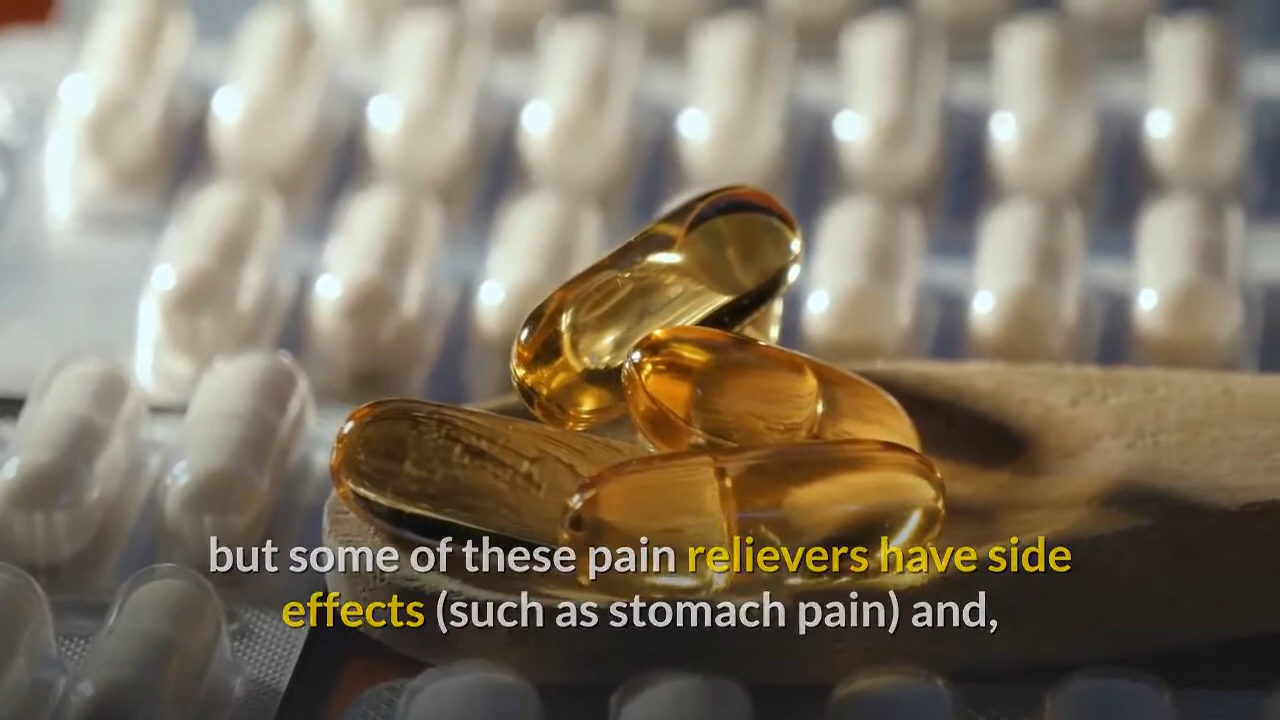 but some of these pain relievers have side
effects (such as stomach pain) and,